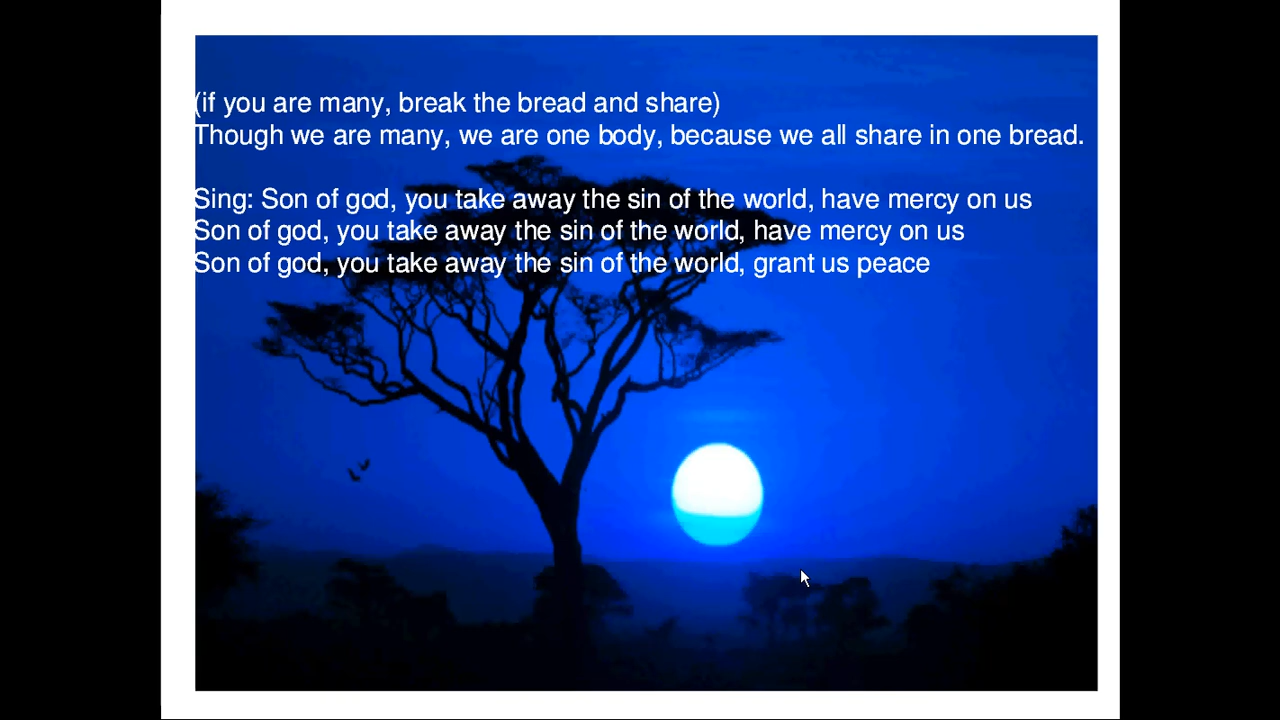 (if you are many, break the bread and share)
Though we are many, we are one body, because we all share in one bread.
Sing: Son of god, you take away the sin of the world, have mercy on us
Son of god, you take away the sin of the world, have mercy on us
Son of god, you take away the sin of the world, grant us peace